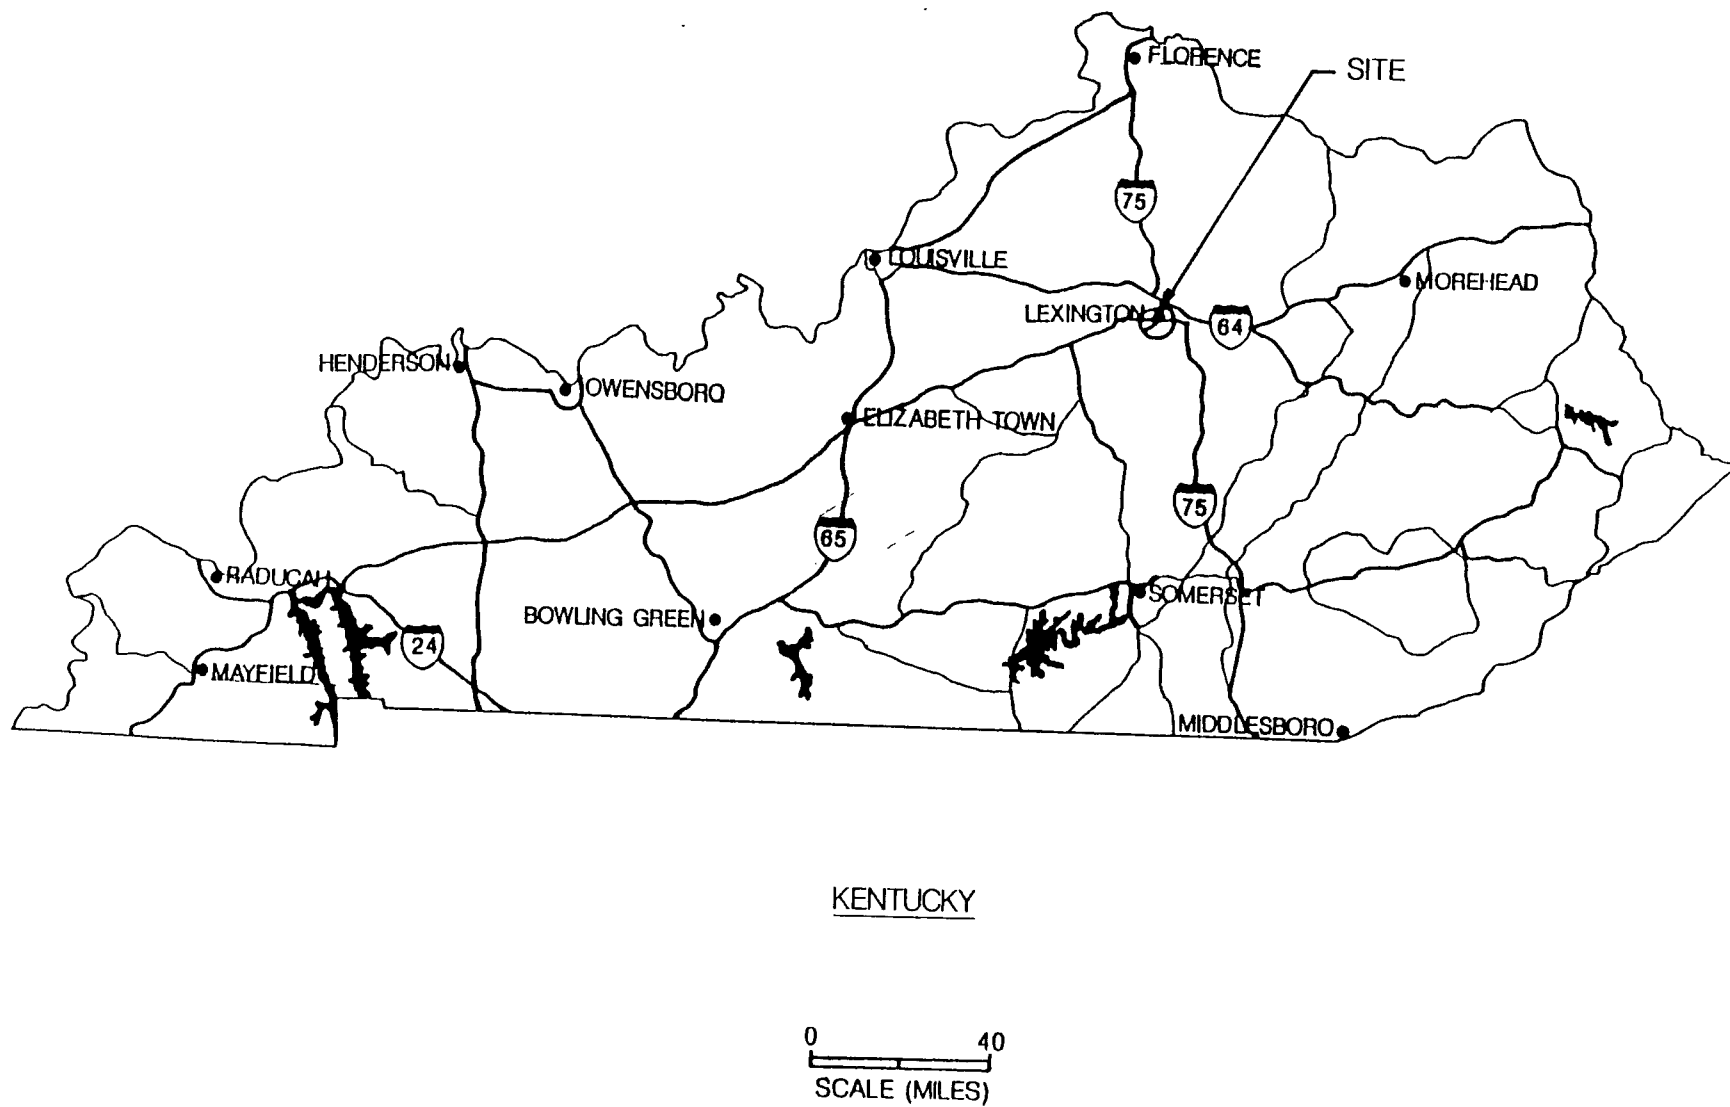 FLORENCE
SITE
75
LOUISVILLE
MOREHEAD
LEXINGTON
64
HENDERSON
OWENSBORO
ELIZABETH TOWN
75
65
PADUCAH
SOMERSET
BOWLING GREEN
24
MAYFIELD
MIDDLESBORO
KENTUCKY
0 40
SCALE (MILES)